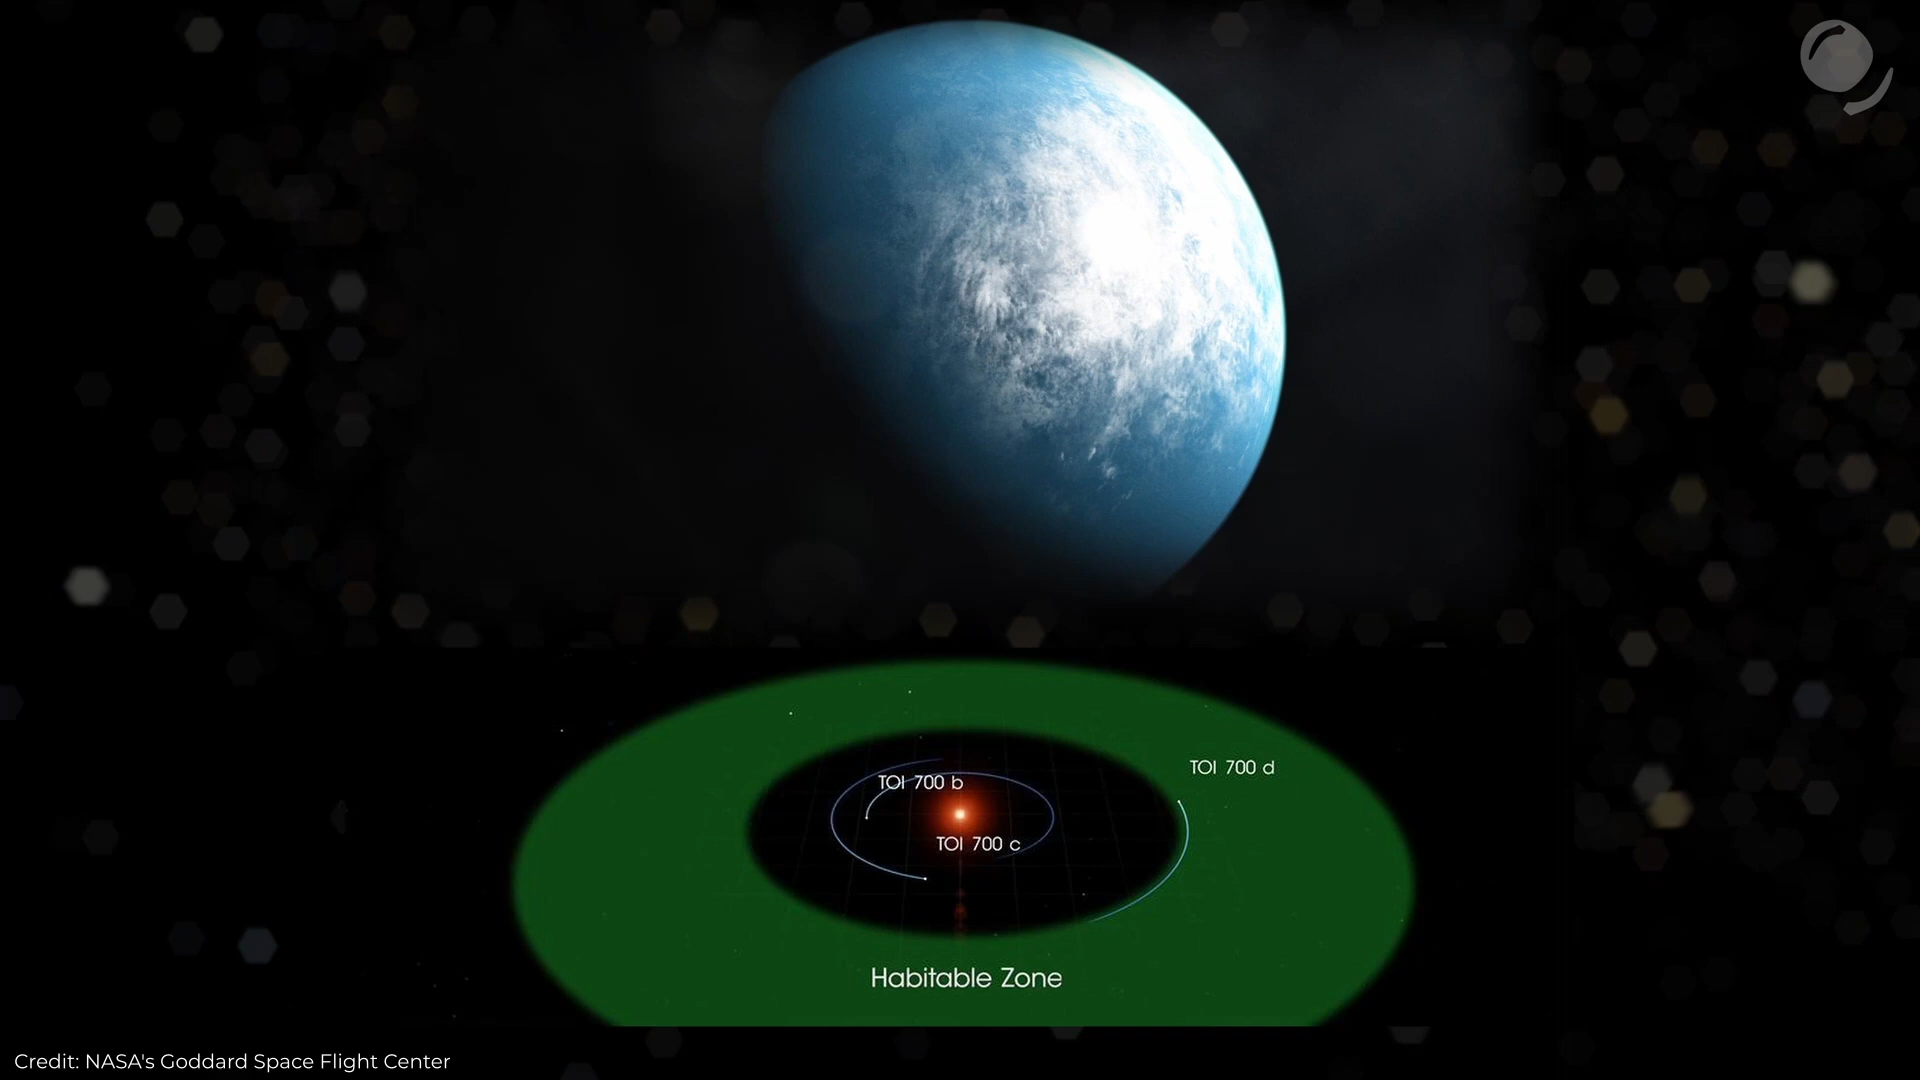 TOI 700 d
TOI 700 b
TOI 700 c
Habitable Zone
Credit: NASA's Goddard Space Flight Center